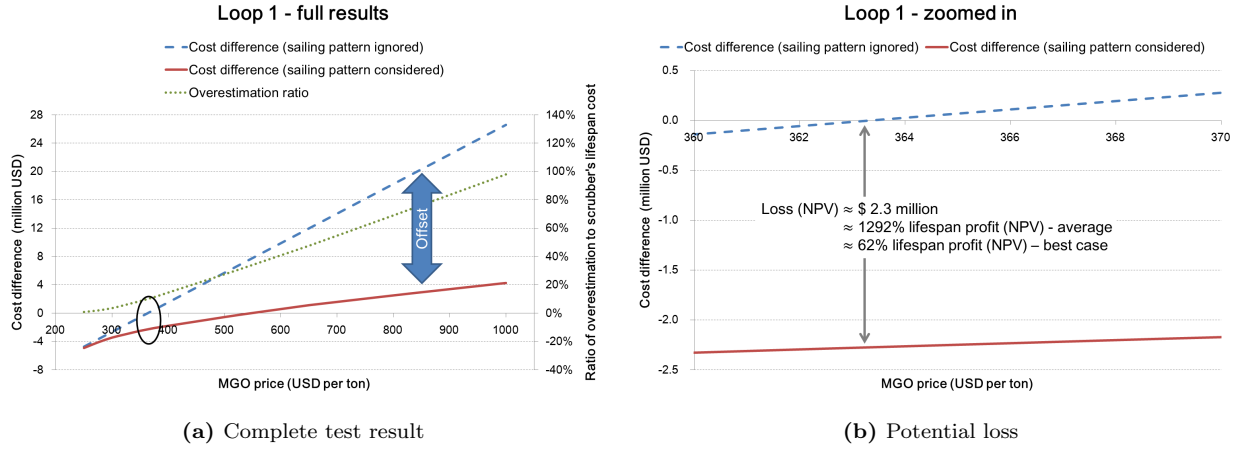 Loop 1 - full results
Cost difference (sailing pattern ignored)
Cost difference (sailing pattern considered)
Overestimation ratio
Cost difference (million USD)
28
24
20
16
12
8
4
0
-4
-8
200
300
400
500
600
700
800
900
1000
Offset
140%
120%
100%
80%
60%
40%
20%
0%
-20%
-40%
Ratio of overestimation to scrubber's lifespan cost
MGO price (USD per ton)
(a) Complete test result
Loop 1 - zoomed in
Cost difference (sailing pattern ignored)
Cost difference (sailing pattern considered)
Cost difference (million USD)
0.5
0.0
-0.5
-1.0
-1.5
-2.0
-2.5
360
362
364
366
368
370
Loss (NPV) ≈ $ 2.3 million
≈ 1292% lifespan profit (NPV) - average
≈ 62% lifespan profit (NPV) – best case
MGO price (USD per ton)
(b) Potential loss